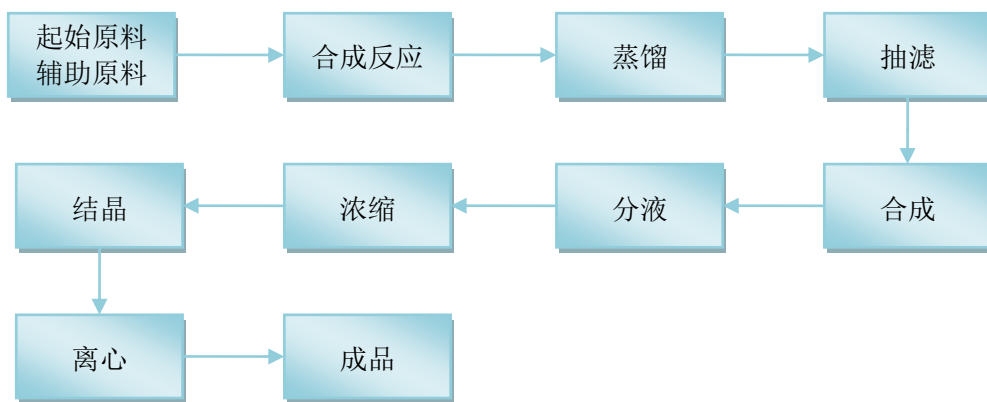 起始原料
辅助原料
合成反应
蒸馏
抽滤
合成
分液
浓缩
结晶
离心
成品